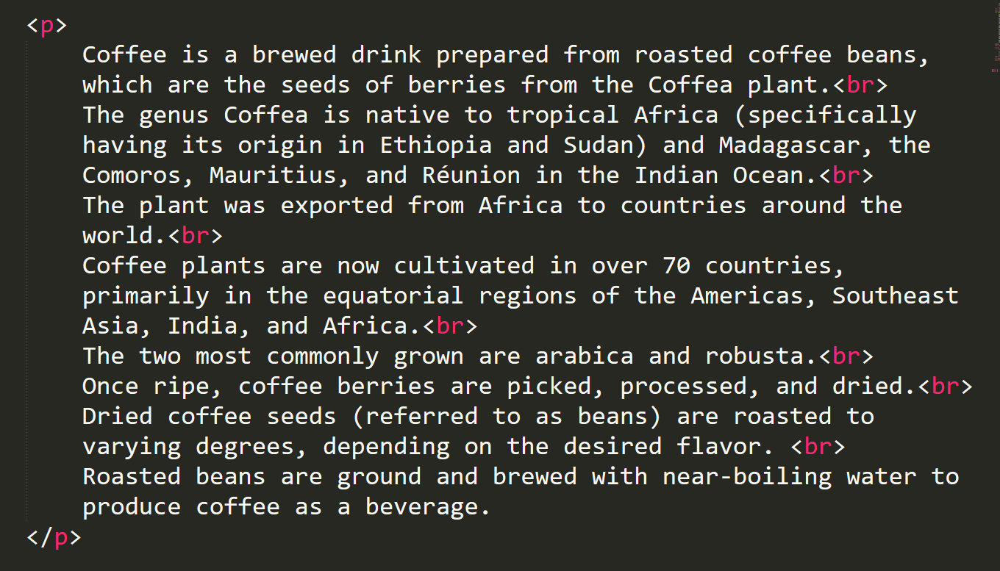 <p>
Coffee is a brewed drink prepared from roasted coffee beans,
which are the seeds of berries from the Coffea plant.<br>
The genus Coffea is native to tropical Africa (specifically
having its origin in Ethiopia and Sudan) and Madagascar, the
Comoros, Mauritius, and Réunion in the Indian Ocean.<br>
The plant was exported from Africa to countries around the
world.<br>
Coffee plants are now cultivated in over 70 countries,
primarily in the equatorial regions of the Americas, Southeast
Asia, India, and Africa.<br>
The two most commonly grown are arabica and robusta.<br>
Once ripe, coffee berries are picked, processed, and dried.<br>
Dried coffee seeds (referred to as beans) are roasted to
varying degrees, depending on the desired flavor. <br>
Roasted beans are ground and brewed with near-boiling water to
produce coffee as a beverage.
</p>